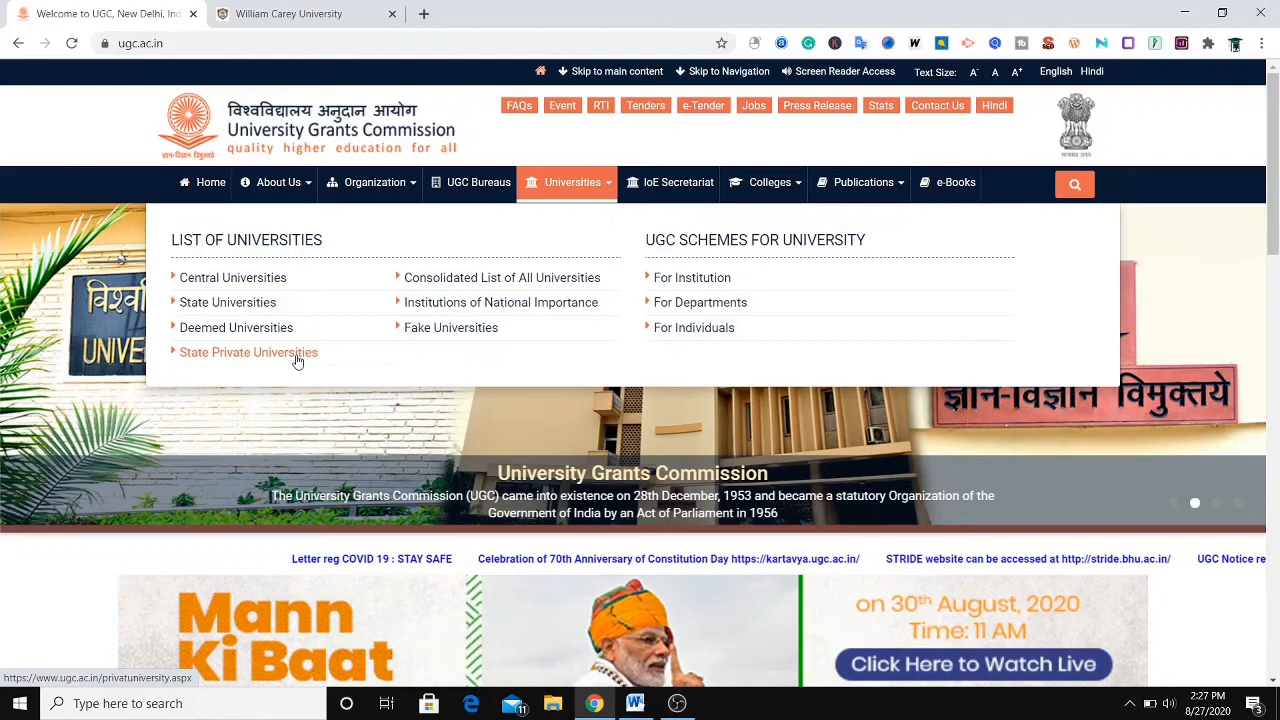 Welcome to UGC, New Delhi, Ind
William Carey University
ugc.ac.in
Skip to main content
Skip to Navigation
Screen Reader Access
Text Size: A- A A+
English Hindi
विश्वविद्यालय अनुदान आयोग
University Grants Commission
quality higher education for all
ज्ञान-विज्ञान विमुक्तये
FAQs Event RTI Tenders e-Tender Jobs Press Release Stats Contact Us Hindi
Home About Us Organization UGC Bureaus Universities IoE Secretariat Colleges Publications e-Books
LIST OF UNIVERSITIES
Central Universities
State Universities
Deemed Universities
State Private Universities
Consolidated List of All Universities
Institutions of National Importance
Fake Universities
UGC SCHEMES FOR UNIVERSITY
For Institution
For Departments
For Individuals
UNIVE
ज्ञान-विज्ञान विमुक्तये
University Grants Commission
The University Grants Commission (UGC) came into existence on 28th December, 1953 and became a statutory Organization of the
Government of India by an Act of Parliament in 1956
Letter reg COVID 19 : STAY SAFE Celebration of 70th Anniversary of Constitution Day https://kartavya.ugc.ac.in/ STRIDE website can be accessed at http://stride.bhu.ac.in/ UGC Notice re
Mann
Ki Baat
on 30th August, 2020
Time: 11 AM
Click Here to Watch Live
https://www.ugc.ac.in/privatuniversity.aspx
Type here to search
11
2:27 PM
8/27/2020
3